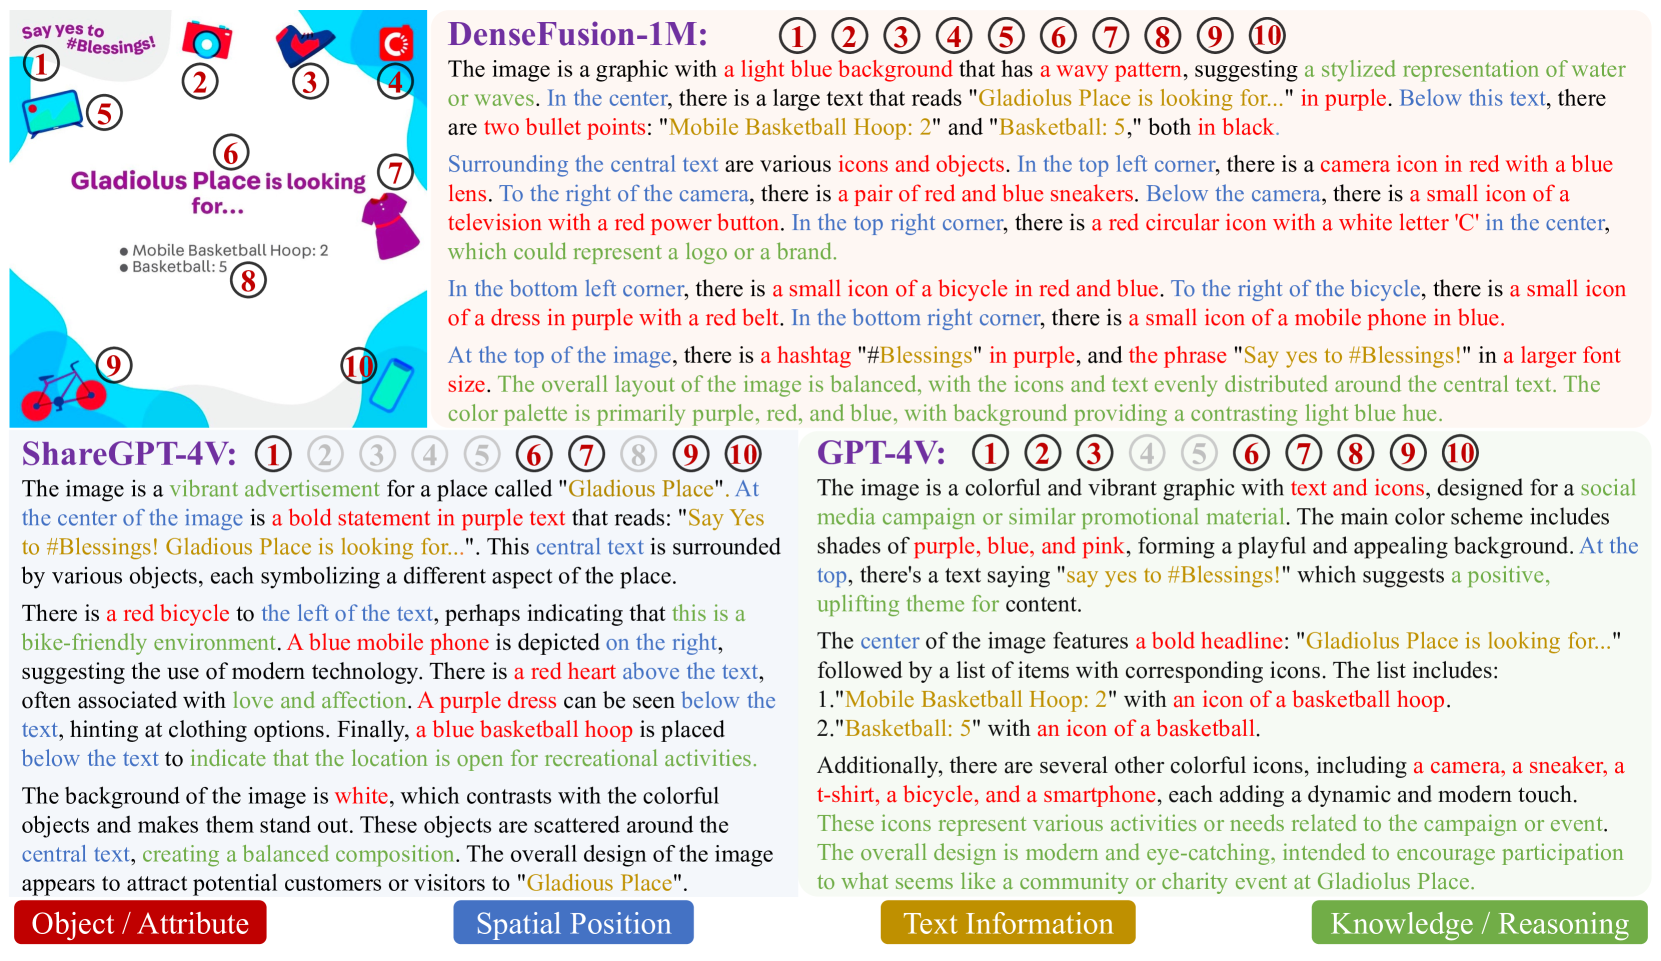 Say yes to
#Blessings!
1
2
3
4
5
6
7
Gladiolus Place is looking
for...
● Mobile Basketball Hoop: 2
● Basketball: 5
8
9
10
DenseFusion-1M: 1 2 3 4 5 6 7 8 9 10
The image is a graphic with a light blue background that has a wavy pattern, suggesting a stylized representation of water
or waves. In the center, there is a large text that reads "Gladiolus Place is looking for..." in purple. Below this text, there
are two bullet points: "Mobile Basketball Hoop: 2" and "Basketball: 5," both in black.
Surrounding the central text are various icons and objects. In the top left corner, there is a camera icon in red with a blue
lens. To the right of the camera, there is a pair of red and blue sneakers. Below the camera, there is a small icon of a
television with a red power button. In the top right corner, there is a red circular icon with a white letter 'C' in the center,
which could represent a logo or a brand.
In the bottom left corner, there is a small icon of a bicycle in red and blue. To the right of the bicycle, there is a small icon
of a dress in purple with a red belt. In the bottom right corner, there is a small icon of a mobile phone in blue.
At the top of the image, there is a hashtag "#Blessings" in purple, and the phrase "Say yes to #Blessings!" in a larger font
size. The overall layout of the image is balanced, with the icons and text evenly distributed around the central text. The
color palette is primarily purple, red, and blue, with background providing a contrasting light blue hue.
ShareGPT-4V: 1 2 3 4 5 6 7 8 9 10
The image is a vibrant advertisement for a place called "Gladious Place". At
the center of the image is a bold statement in purple text that reads: "Say Yes
to #Blessings! Gladious Place is looking for...". This central text is surrounded
by various objects, each symbolizing a different aspect of the place.
There is a red bicycle to the left of the text, perhaps indicating that this is a
bike-friendly environment. A blue mobile phone is depicted on the right,
suggesting the use of modern technology. There is a red heart above the text,
often associated with love and affection. A purple dress can be seen below the
text, hinting at clothing options. Finally, a blue basketball hoop is placed
below the text to indicate that the location is open for recreational activities.
The background of the image is white, which contrasts with the colorful
objects and makes them stand out. These objects are scattered around the
central text, creating a balanced composition. The overall design of the image
appears to attract potential customers or visitors to "Gladious Place".
GPT-4V: 1 2 3 4 5 6 7 8 9 10
The image is a colorful and vibrant graphic with text and icons, designed for a social
media campaign or similar promotional material. The main color scheme includes
shades of purple, blue, and pink, forming a playful and appealing background. At the
top, there's a text saying "say yes to #Blessings!" which suggests a positive,
uplifting theme for content.
The center of the image features a bold headline: "Gladiolus Place is looking for..."
followed by a list of items with corresponding icons. The list includes:
1."Mobile Basketball Hoop: 2" with an icon of a basketball hoop.
2."Basketball: 5" with an icon of a basketball.
Additionally, there are several other colorful icons, including a camera, a sneaker, a
t-shirt, a bicycle, and a smartphone, each adding a dynamic and modern touch.
These icons represent various activities or needs related to the campaign or event.
The overall design is modern and eye-catching, intended to encourage participation
to what seems like a community or charity event at Gladiolus Place.
Object / Attribute
Spatial Position
Text Information
Knowledge / Reasoning